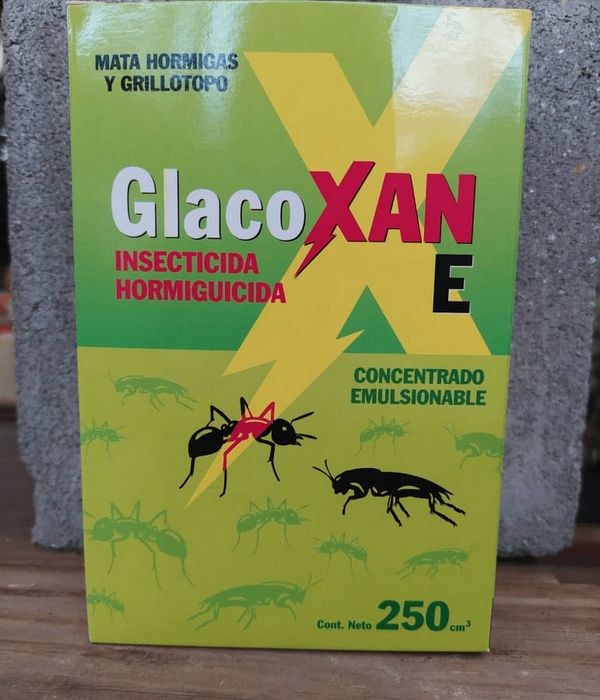 MATA HORMIGAS
Y GRILLOTOPO
GlacoXAN
E
INSECTICIDA
HORMIGUICIDA
CONCENTRADO
EMULSIONABLE
Cont. Neto 250 cm³